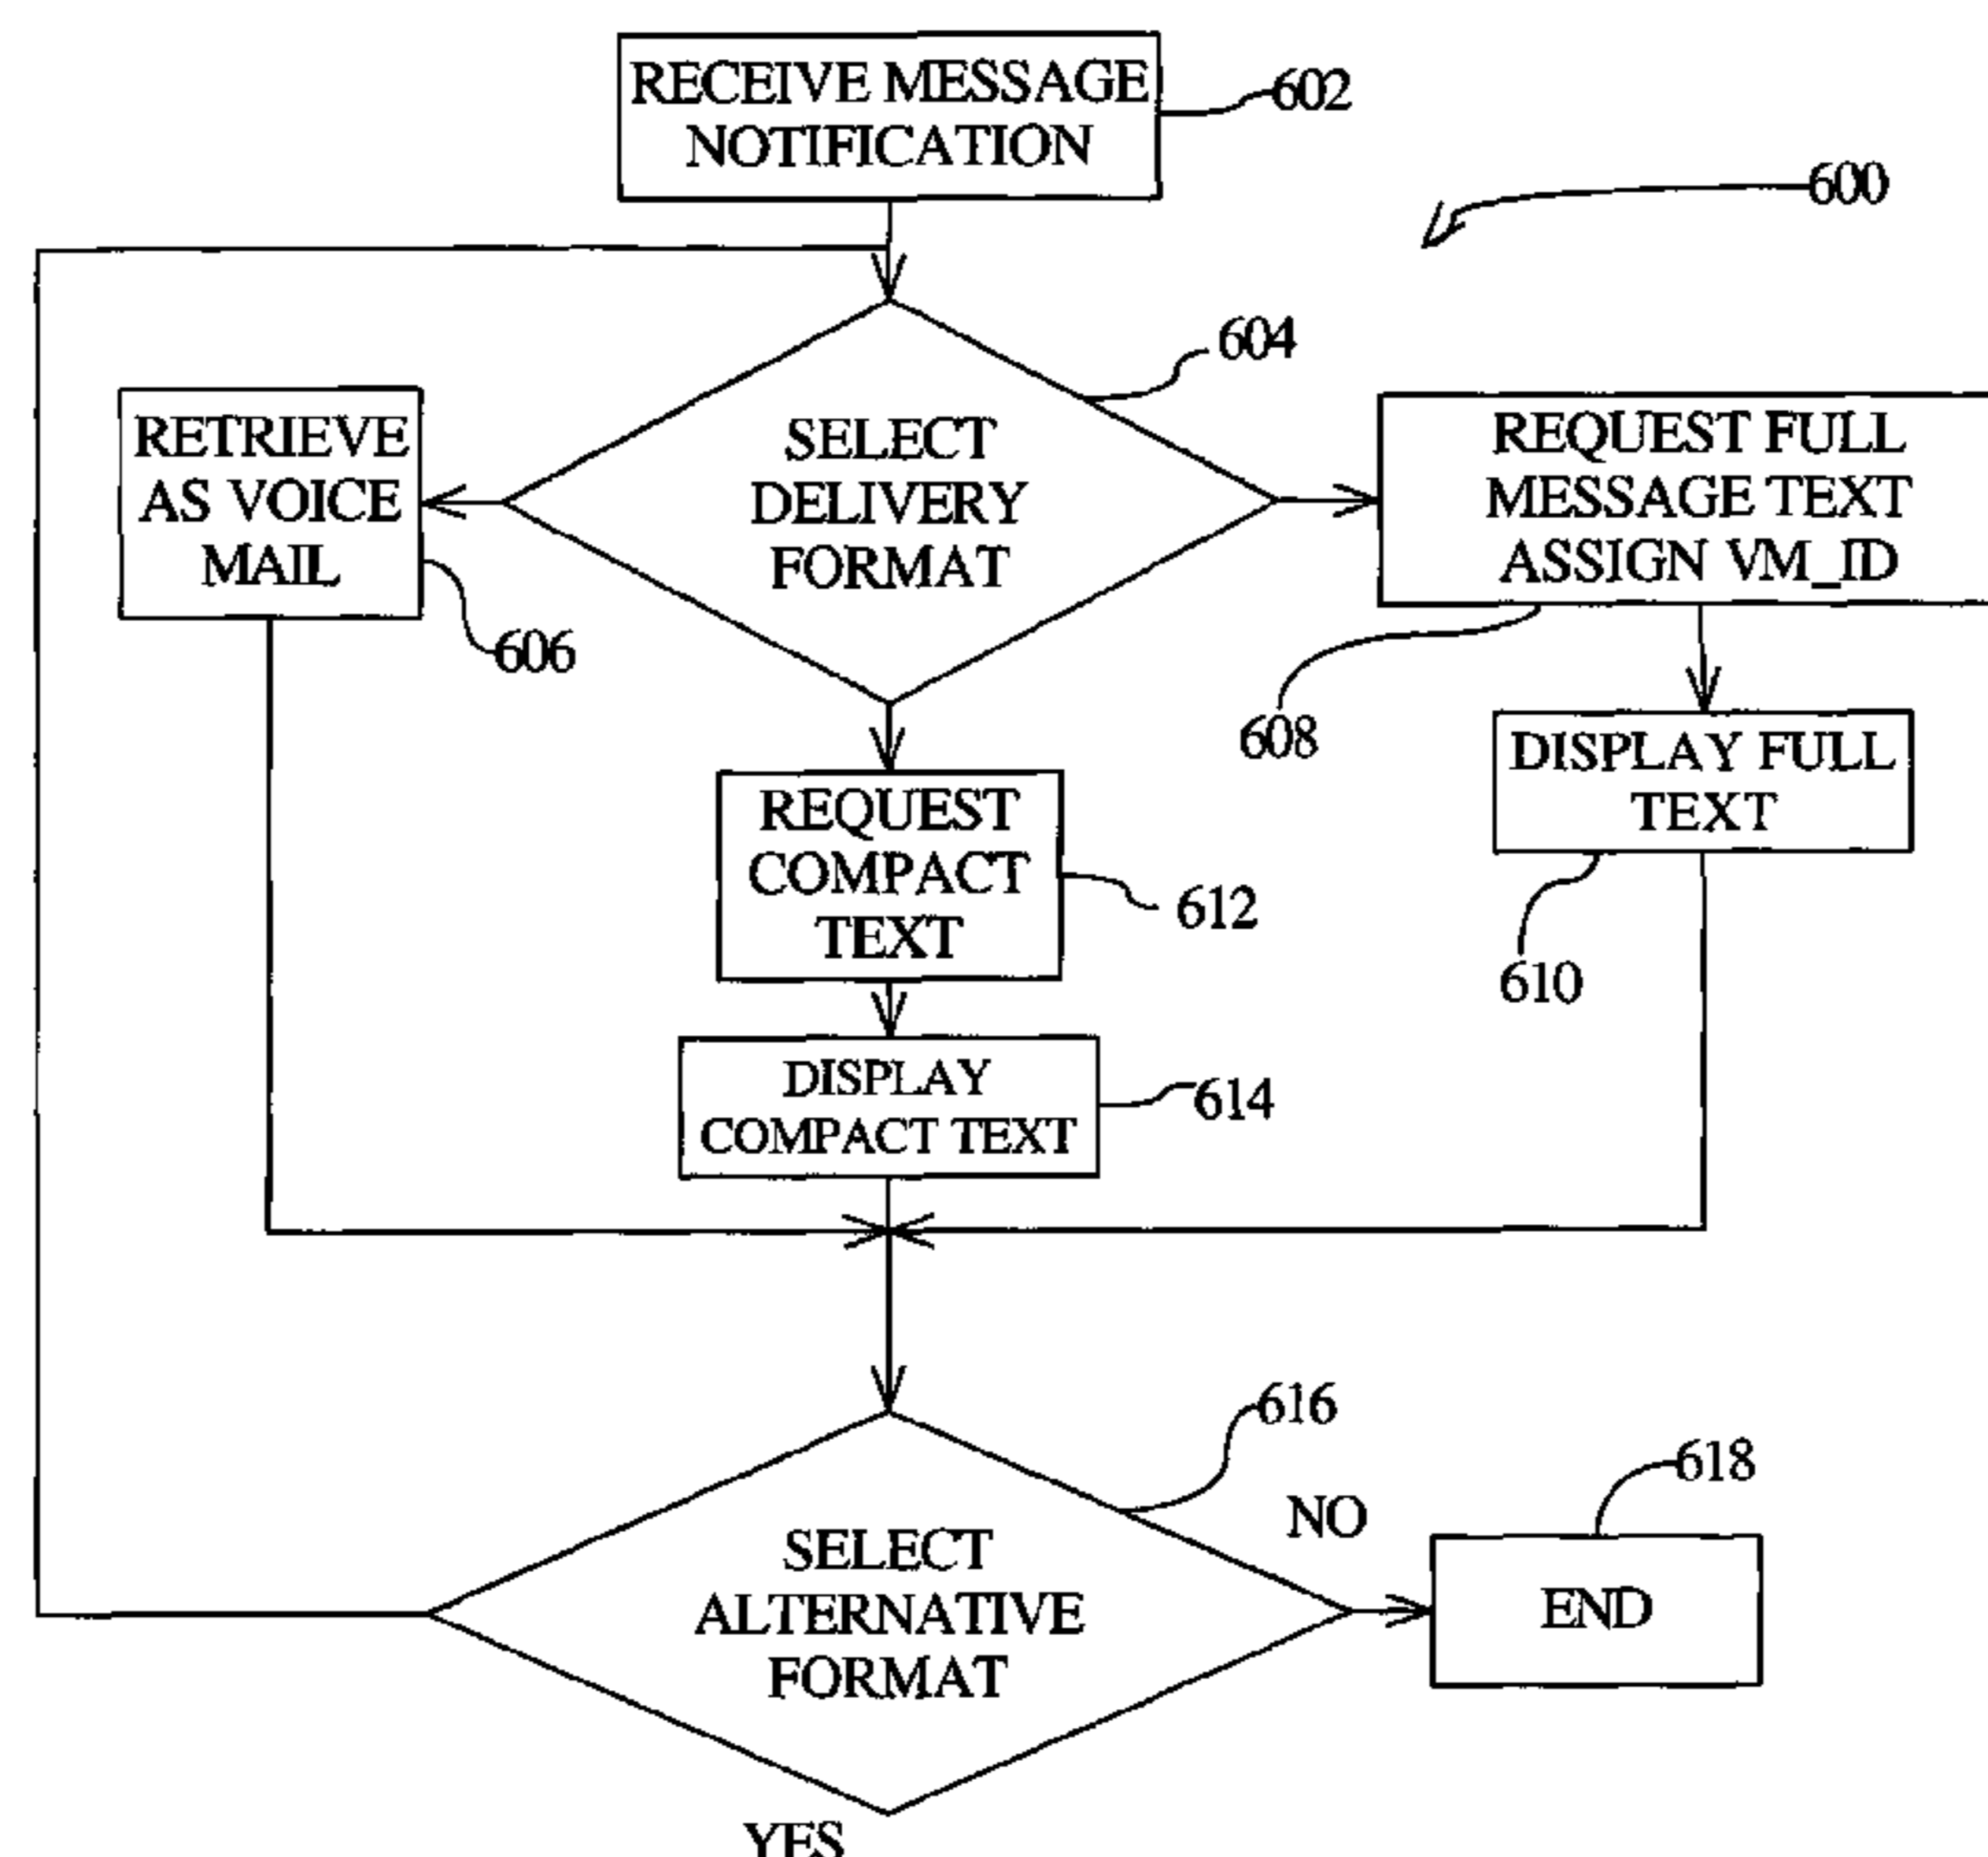 RECEIVE MESSAGE
NOTIFICATION
602
600
604
SELECT
DELIVERY
FORMAT
RETRIEVE
AS VOICE
MAIL
606
REQUEST FULL
MESSAGE TEXT
ASSIGN VM_ID
608
DISPLAY FULL
TEXT
610
REQUEST
COMPACT
TEXT
612
DISPLAY
COMPACT TEXT
614
616
SELECT
ALTERNATIVE
FORMAT
NO
618
END
YES